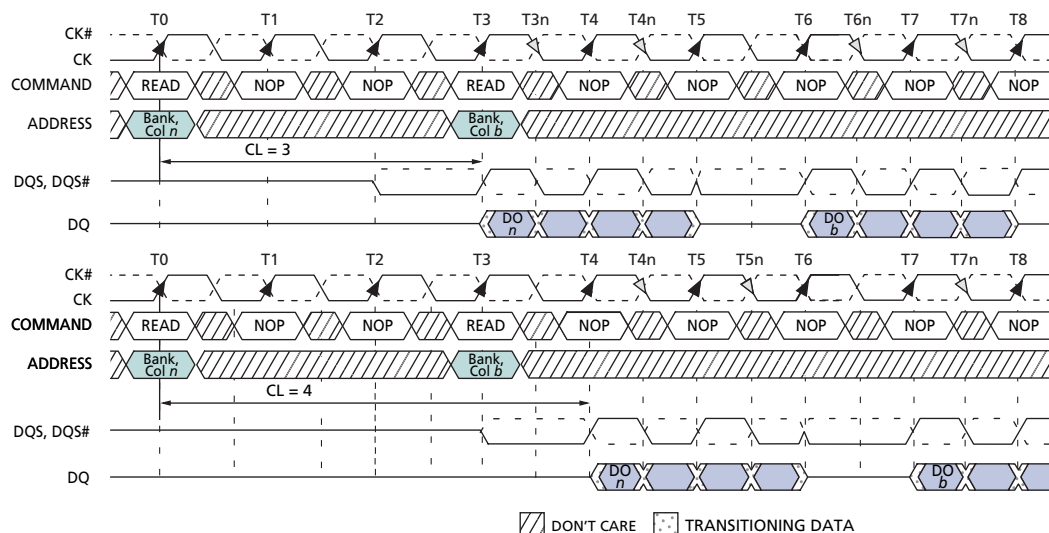 T0 T1 T2 T3 T3n T4 T4n T5 T6 T6n T7 T7n T8
CK#
CK
COMMAND READ NOP NOP READ NOP NOP NOP NOP NOP
ADDRESS Bank, Col n Bank, Col b
CL = 3
DQS, DQS#
DQ DO n DO b
T0 T1 T2 T3 T4 T4n T5 T5n T6 T7 T7n T8
CK#
CK
COMMAND READ NOP NOP READ NOP NOP NOP NOP NOP
ADDRESS Bank, Col n Bank, Col b
CL = 4
DQS, DQS#
DQ DO n DO b
DON'T CARE TRANSITIONING DATA